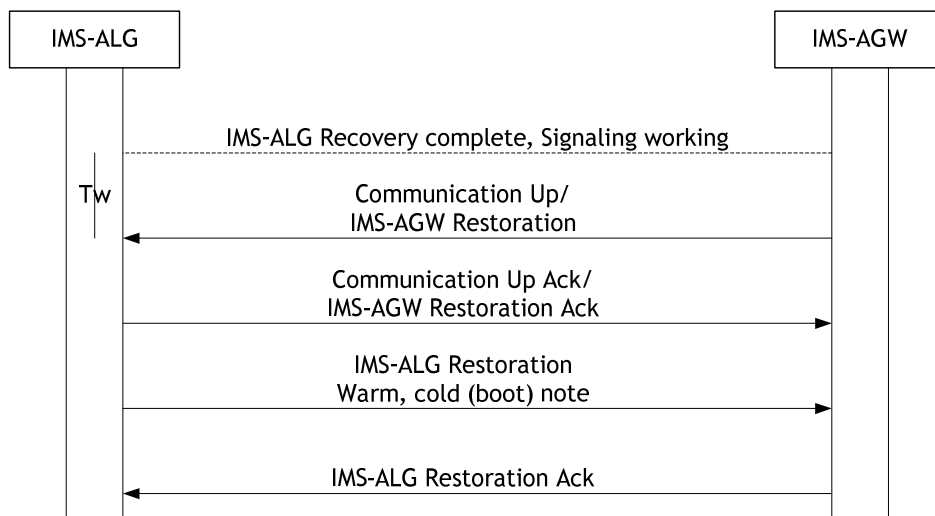 IMS-ALG
IMS-AGW
IMS-ALG Recovery complete, Signaling working
Tw
Communication Up/
IMS-AGW Restoration
Communication Up Ack/
IMS-AGW Restoration Ack
IMS-ALG Restoration
Warm, cold (boot) note
IMS-ALG Restoration Ack